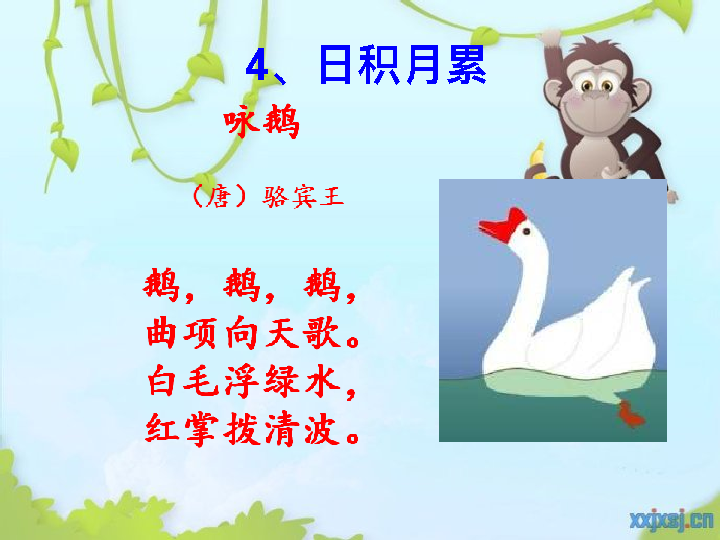 4、日积月累
咏鹅
（唐）骆宾王
鹅，鹅，鹅，
曲项向天歌。
白毛浮绿水，
红掌拨清波。
xxjxsj.cn